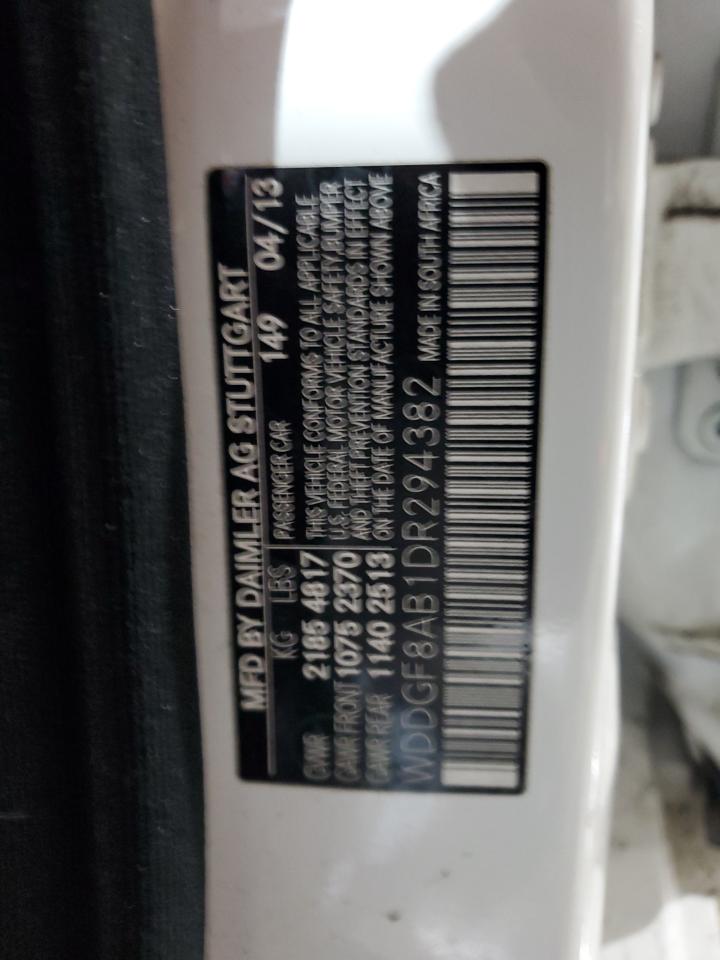 MFD BY DAIMLER AG STUTTGART
KG LBS PASSENGER CAR 149 04/13
GVWR 2185 4817 THIS VEHICLE CONFORMS TO ALL APPLICABLE
GAWR FRONT 1075 2370 U.S. FEDERAL MOTOR VEHICLE SAFETY, BUMPER
GAWR REAR 1140 2513 AND THEFT PREVENTION STANDARDS IN EFFECT
ON THE DATE OF MANUFACTURE SHOWN ABOVE
WDDGF8AB1DR294382 MADE IN SOUTH AFRICA